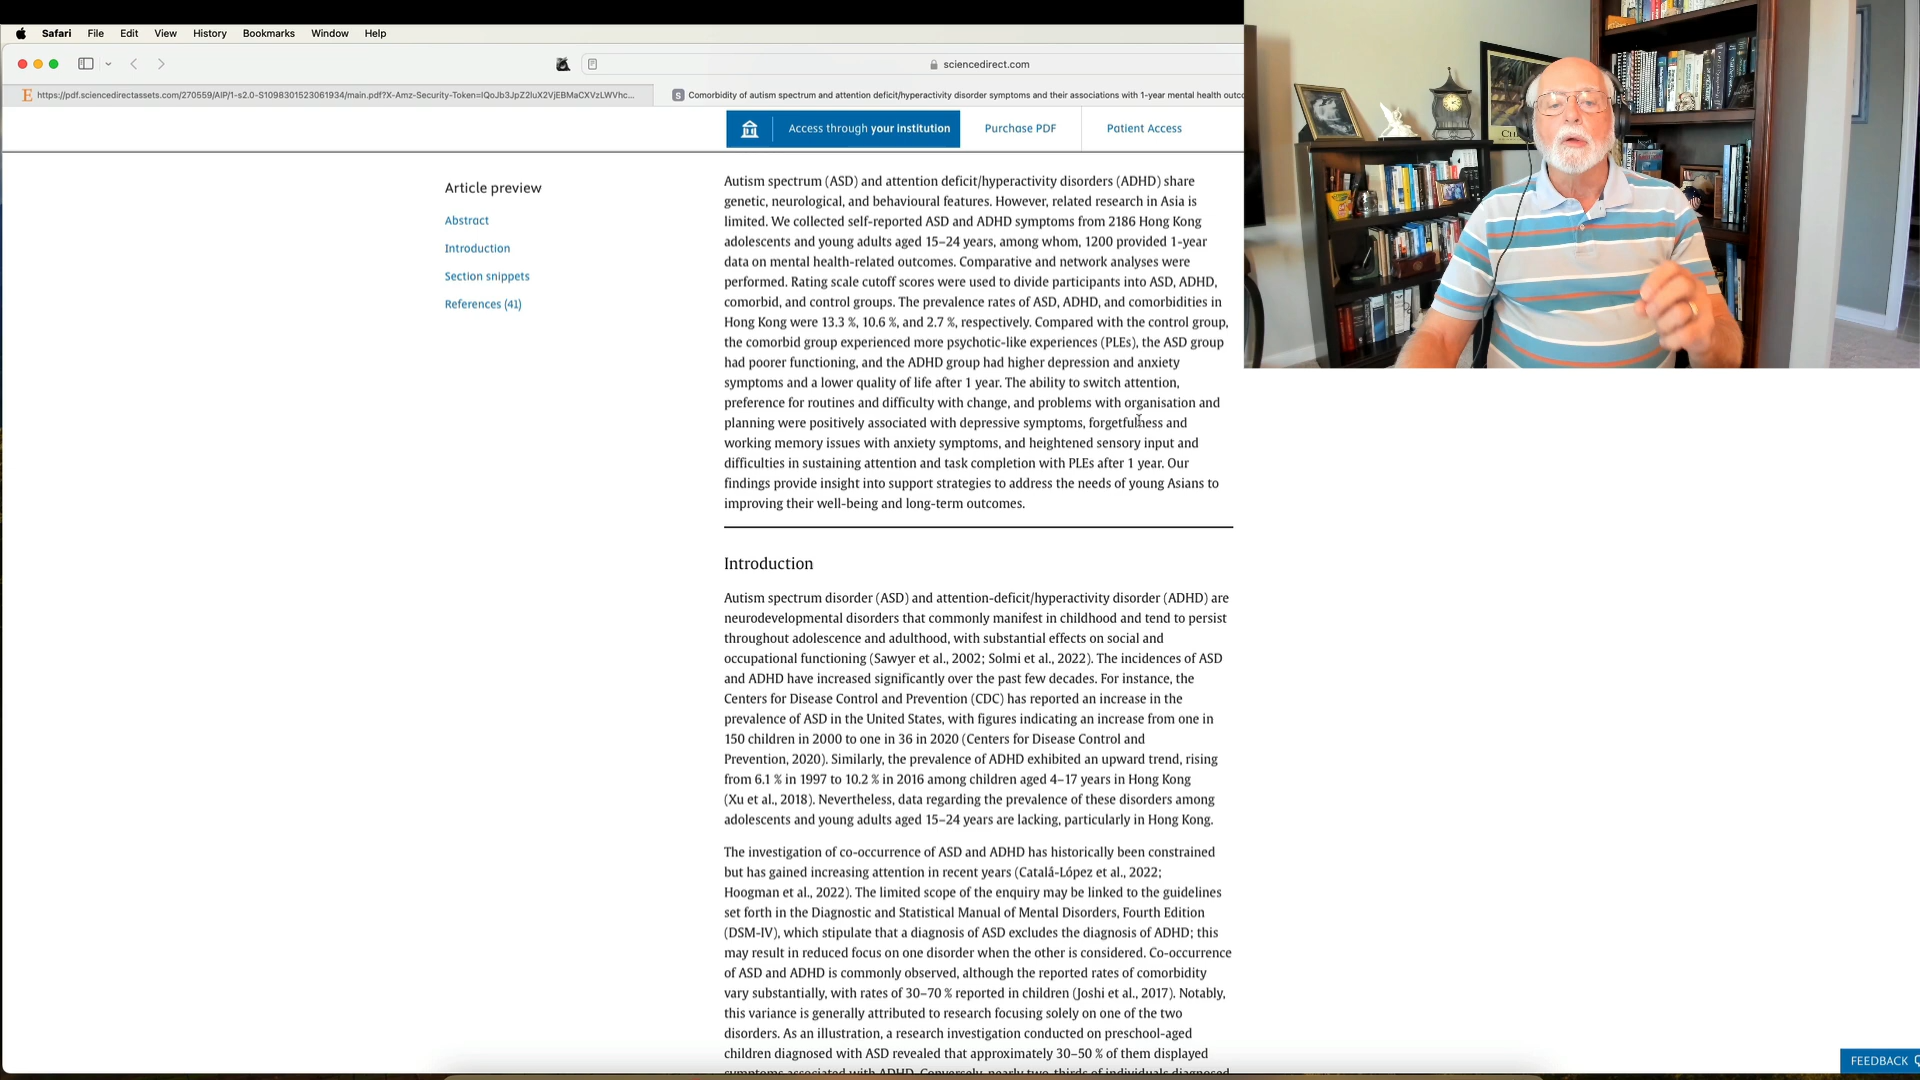 Safari File Edit View History Bookmarks Window Help
sciencedirect.com
https://pdf.sciencedirectassets.com/270559/AIP/1-s2.0-S1098301523061934/main.pdf?X-Amz-Security-Token=IQoJb3JpZ2luX2VjEBMaCXVzLWVhc...
S Comorbidity of autism spectrum and attention deficit/hyperactivity disorder symptoms and their associations with 1-year mental health
Access through your institution
Purchase PDF
Patient Access
Article preview
Abstract
Introduction
Section snippets
References (41)
Autism spectrum (ASD) and attention deficit/hyperactivity disorders (ADHD) share
genetic, neurological, and behavioural features. However, related research in Asia is
limited. We collected self-reported ASD and ADHD symptoms from 2186 Hong Kong
adolescents and young adults aged 15–24 years, among whom, 1200 provided 1-year
data on mental health-related outcomes. Comparative and network analyses were
performed. Rating scale cutoff scores were used to divide participants into ASD, ADHD,
comorbid, and control groups. The prevalence rates of ASD, ADHD, and comorbidities in
Hong Kong were 13.3 %, 10.6 %, and 2.7 %, respectively. Compared with the control group,
the comorbid group experienced more psychotic-like experiences (PLEs), the ASD group
had poorer functioning, and the ADHD group had higher depression and anxiety
symptoms and a lower quality of life after 1 year. The ability to switch attention,
preference for routines and difficulty with change, and problems with organisation and
planning were positively associated with depressive symptoms, forgetfulness and
working memory issues with anxiety symptoms, and heightened sensory input and
difficulties in sustaining attention and task completion with PLEs after 1 year. Our
findings provide insight into support strategies to address the needs of young Asians to
improving their well-being and long-term outcomes.
Introduction
Autism spectrum disorder (ASD) and attention-deficit/hyperactivity disorder (ADHD) are
neurodevelopmental disorders that commonly manifest in childhood and tend to persist
throughout adolescence and adulthood, with substantial effects on social and
occupational functioning (Sawyer et al., 2002; Solmi et al., 2022). The incidences of ASD
and ADHD have increased significantly over the past few decades. For instance, the
Centers for Disease Control and Prevention (CDC) has reported an increase in the
prevalence of ASD in the United States, with figures indicating an increase from one in
150 children in 2000 to one in 36 in 2020 (Centers for Disease Control and
Prevention, 2020). Similarly, the prevalence of ADHD exhibited an upward trend, rising
from 6.1 % in 1997 to 10.2 % in 2016 among children aged 4–17 years in Hong Kong
(Xu et al., 2018). Nevertheless, data regarding the prevalence of these disorders among
adolescents and young adults aged 15–24 years are lacking, particularly in Hong Kong.
The investigation of co-occurrence of ASD and ADHD has historically been constrained
but has gained increasing attention in recent years (Catalá-López et al., 2022;
Hoogman et al., 2022). The limited scope of the enquiry may be linked to the guidelines
set forth in the Diagnostic and Statistical Manual of Mental Disorders, Fourth Edition
(DSM-IV), which stipulate that a diagnosis of ASD excludes the diagnosis of ADHD; this
may result in reduced focus on one disorder when the other is considered. Co-occurrence
of ASD and ADHD is commonly observed, although the reported rates of comorbidity
vary substantially, with rates of 30–70 % reported in children (Joshi et al., 2017). Notably,
this variance is generally attributed to research focusing solely on one of the two
disorders. As an illustration, a research investigation conducted on preschool-aged
children diagnosed with ASD revealed that approximately 30–50 % of them displayed
symptoms associated with ADHD. Conversely, nearly two-thirds of individuals diagnosed
FEEDBACK